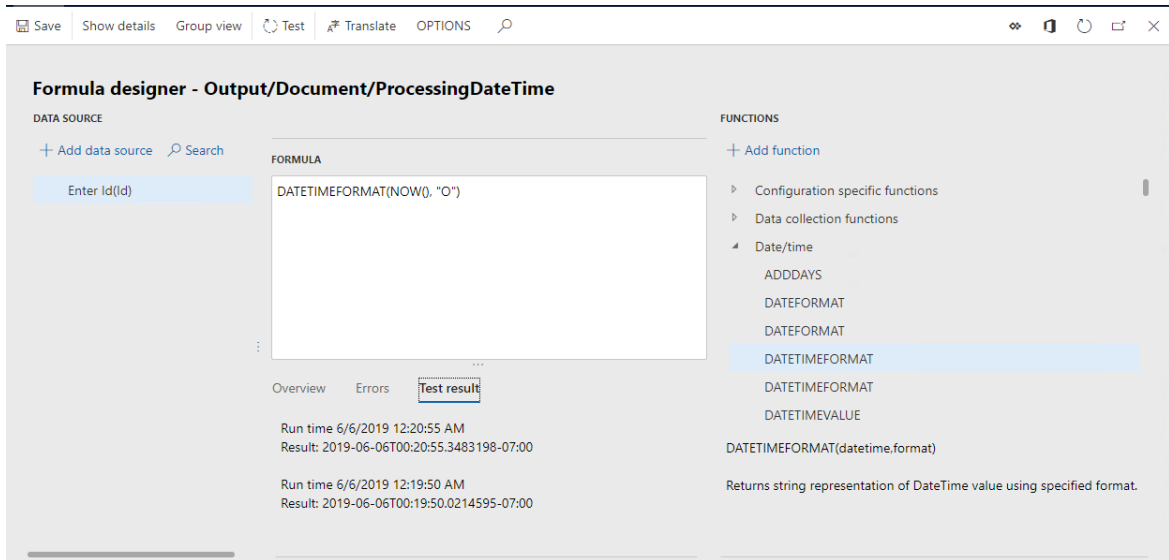 Save Show details Group view Test Translate OPTIONS
Formula designer - Output/Document/ProcessingDateTime
DATA SOURCE
+ Add data source Search
Enter Id(Id)
FORMULA
DATETIMEFORMAT(NOW(), "O")
Overview Errors Test result
Run time 6/6/2019 12:20:55 AM
Result: 2019-06-06T00:20:55.3483198-07:00
Run time 6/6/2019 12:19:50 AM
Result: 2019-06-06T00:19:50.0214595-07:00
FUNCTIONS
+ Add function
Configuration specific functions
Data collection functions
Date/time
ADDDAYS
DATEFORMAT
DATEFORMAT
DATETIMEFORMAT
DATETIMEFORMAT
DATETIMEVALUE
DATETIMEFORMAT(datetime,format)
Returns string representation of DateTime value using specified format.